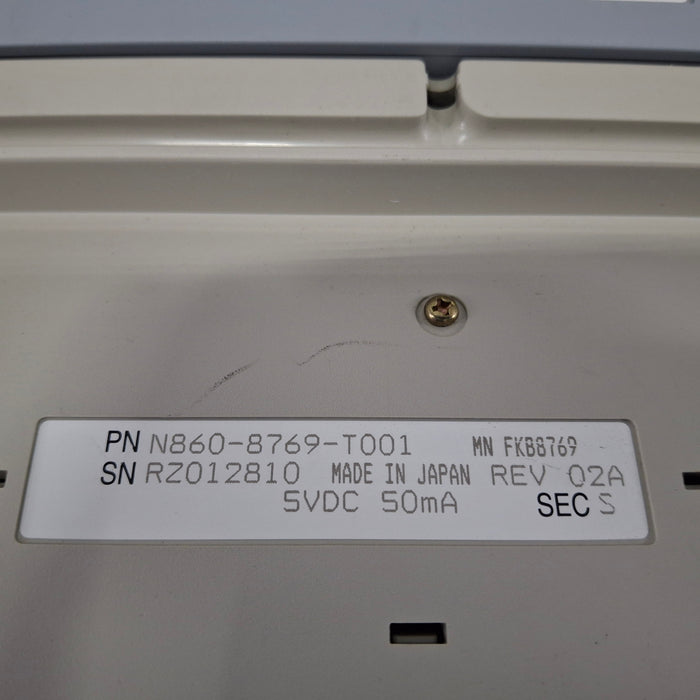 PN N860-8769-T001 MN FKB8769
SN RZ012810 MADE IN JAPAN REV 02A
5VDC 50mA SEC S